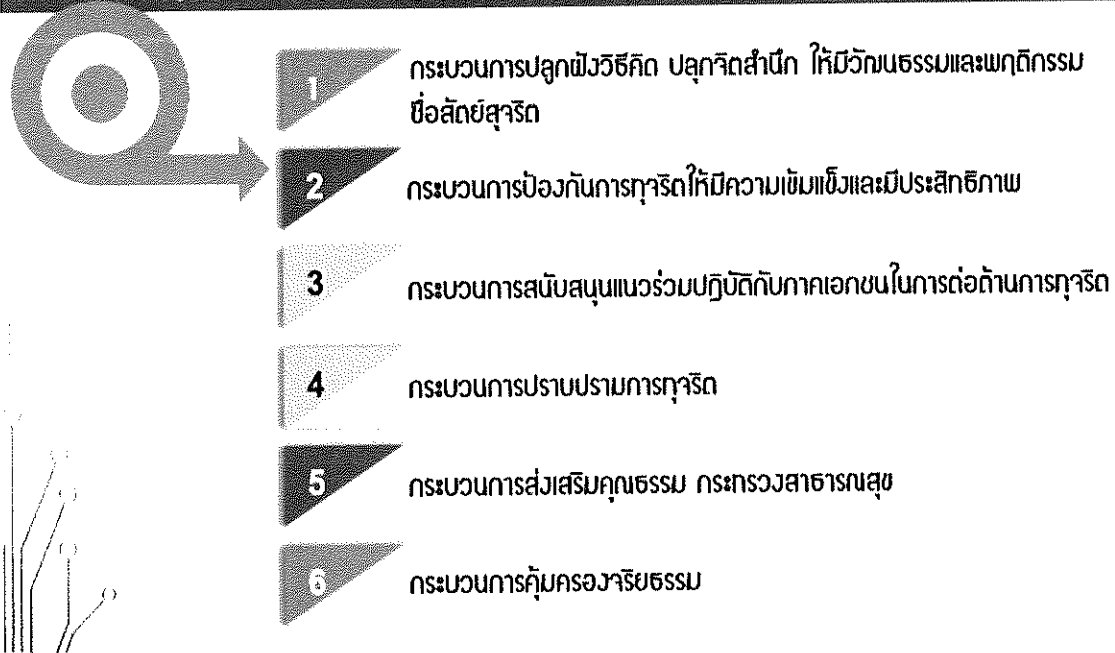 1
กระบวนการปลูกฝังวิธีคิด ปลุกจิตสำนึก ให้มีวัฒนธรรมและพฤติกรรม
ซื่อสัตย์สุจริต
2
กระบวนการป้องกันการทุจริตให้มีความเข้มแข็งและมีประสิทธิภาพ
3
กระบวนการสนับสนุนแนวร่วมปฏิบัติกับภาคเอกชนในการต่อต้านการทุจริต
4
กระบวนการปราบปรามการทุจริต
5
กระบวนการส่งเสริมคุณธรรม กระทรวงสาธารณสุข
6
กระบวนการคุ้มครองจริยธรรม